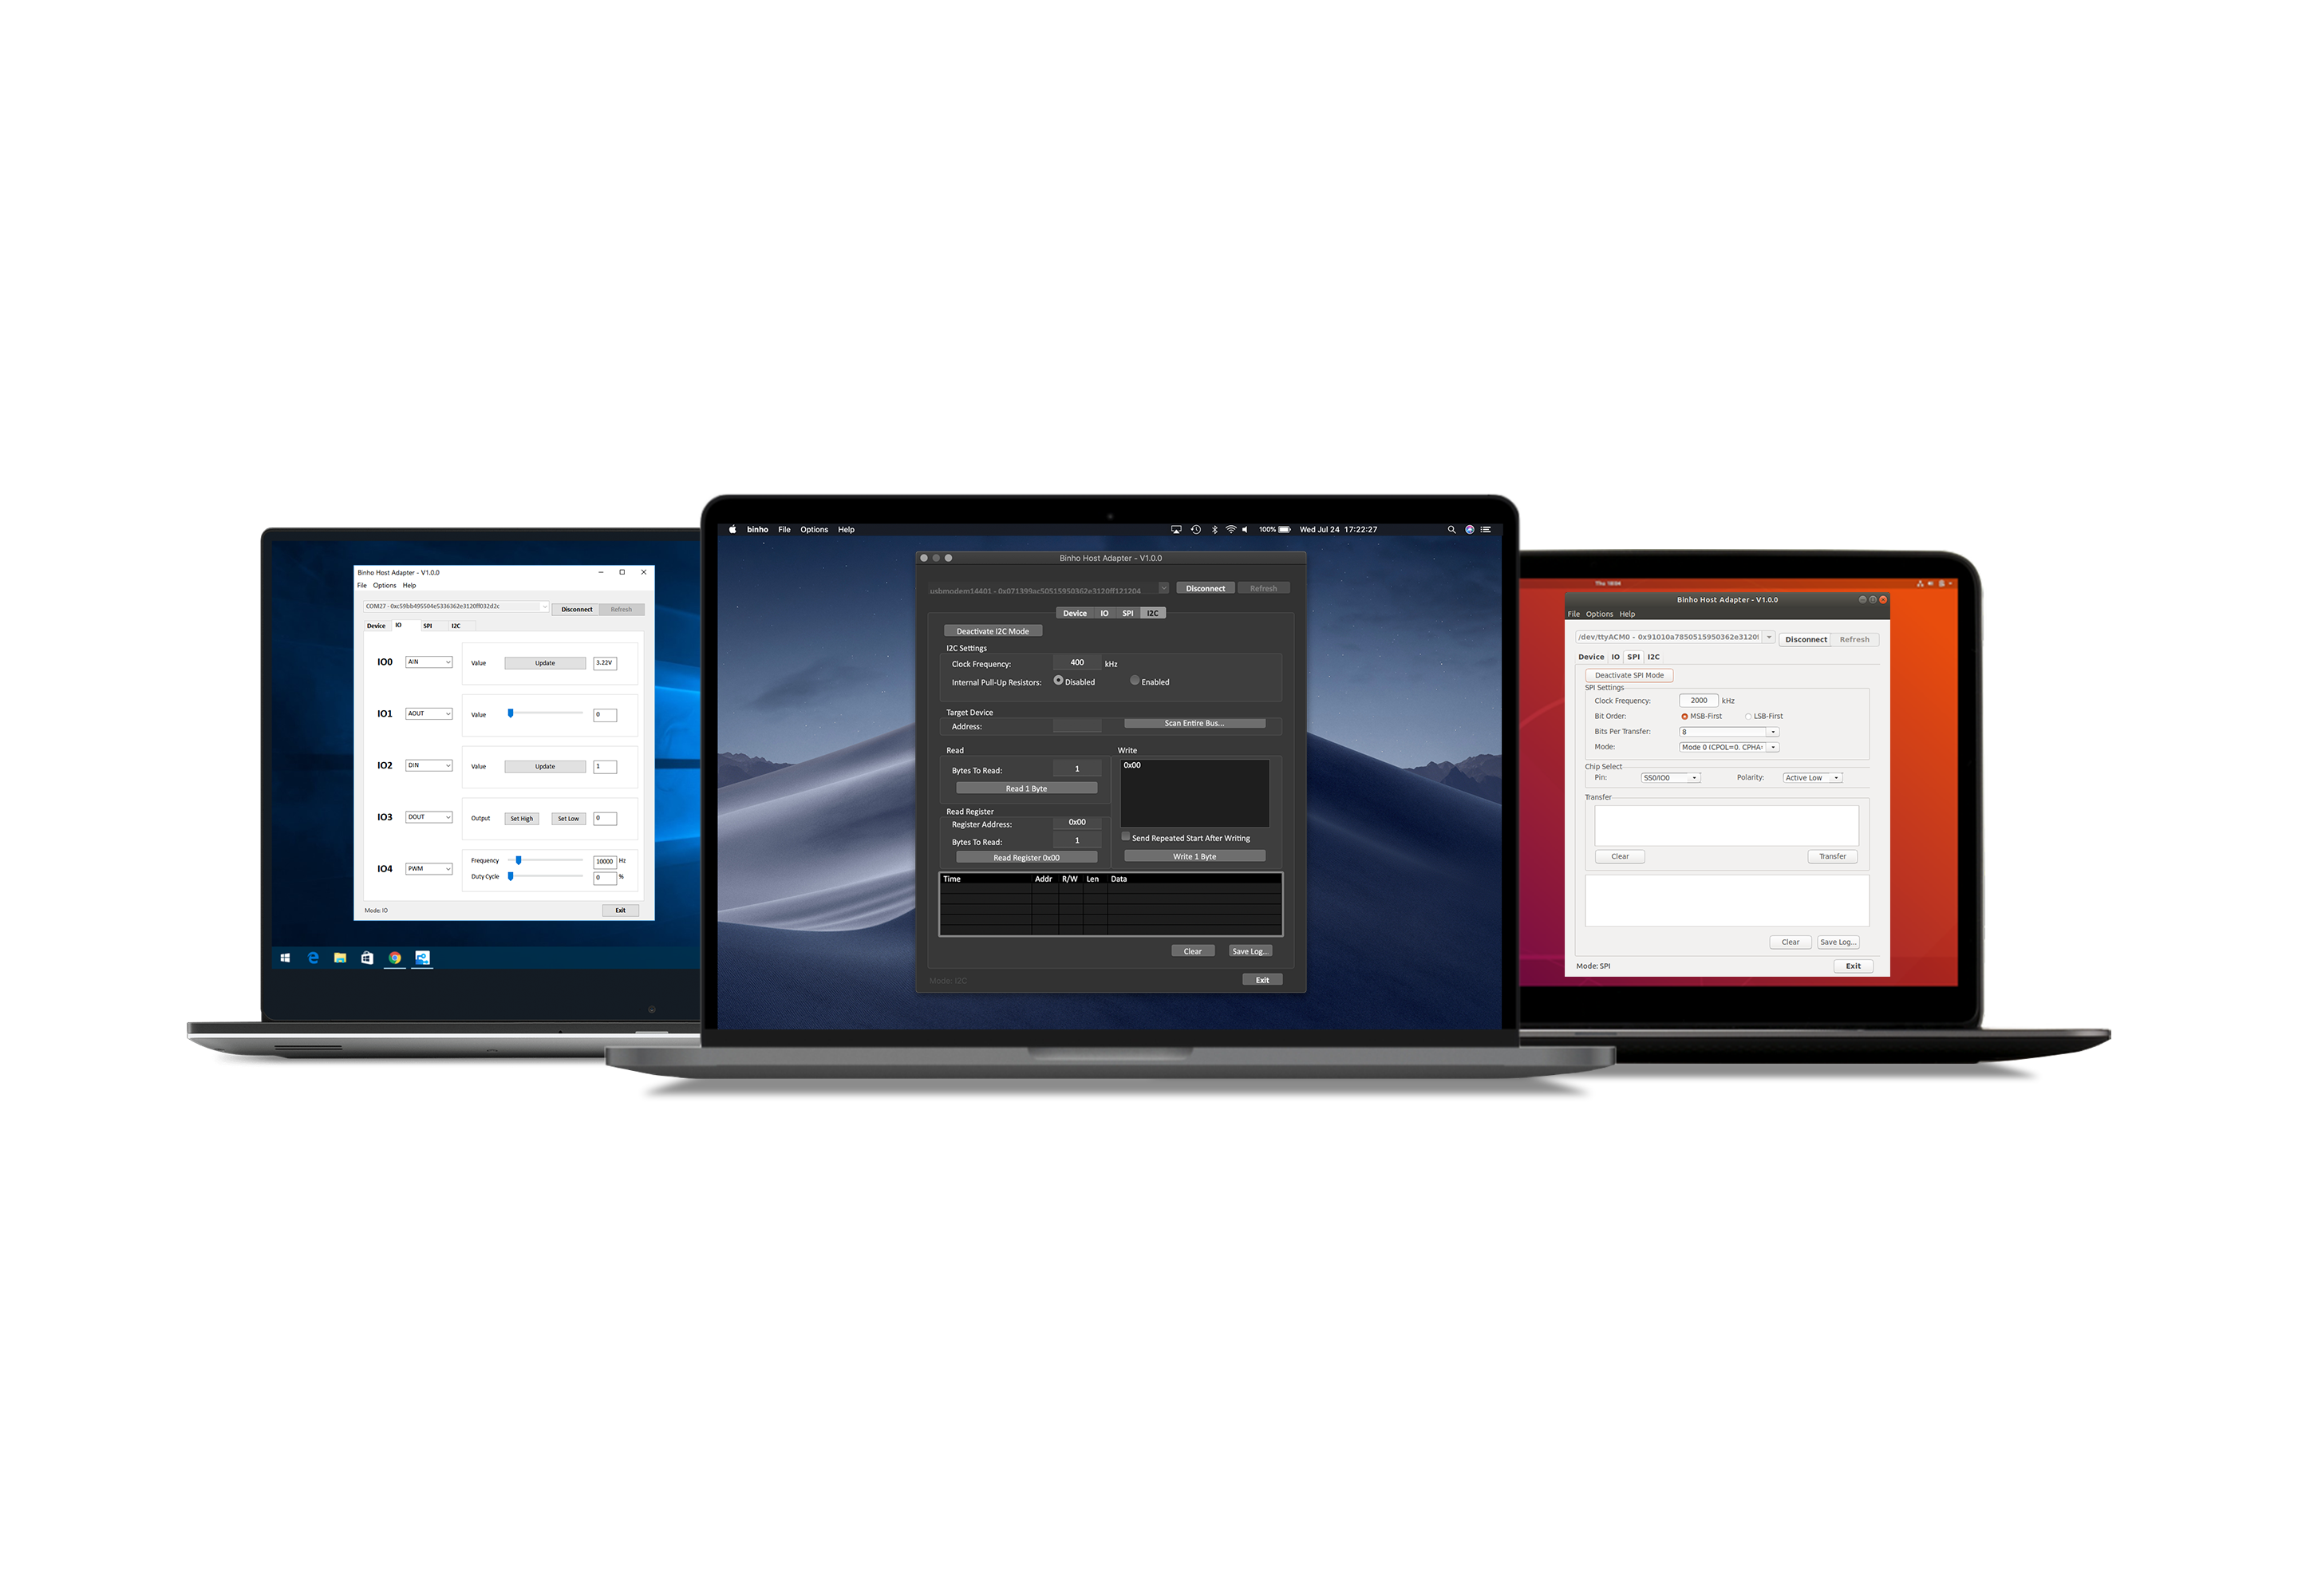 Binho Host Adapter - V1.0.0
File Options Help
COM27 - 0xc59bb495504e5336362e3120ff032d2c
Disconnect Refresh
Device IO SPI I2C
IO0 AIN Value Update 3.22V
IO1 AOUT Value 0
IO2 DIN Value Update 1
IO3 DOUT Output Set High Set Low 0
IO4 PWM Frequency 10000 Hz
Duty Cycle 0 %
Mode: IO Exit
binho File Options Help 100% Wed Jul 24 17:22:27
Binho Host Adapter - V1.0.0
usbmodem14401 - 0x071399ac50515950362e3120ff121204 Disconnect Refresh
Device IO SPI I2C
Deactivate I2C Mode
I2C Settings
Clock Frequency: 400 kHz
Internal Pull-Up Resistors: Disabled Enabled
Target Device
Address: Scan Entire Bus...
Read Write
Bytes To Read: 1 0x00
Read 1 Byte
Read Register
Register Address: 0x00
Bytes To Read: 1 Send Repeated Start After Writing
Read Register 0x00 Write 1 Byte
Time Addr R/W Len Data
Clear Save Log...
Mode: I2C Exit
Binho Host Adapter - V1.0.0
File Options Help
/dev/ttyACM0 - 0x91010a7850515950362e3120f Disconnect Refresh
Device IO SPI I2C
Deactivate SPI Mode
SPI Settings
Clock Frequency: 2000 kHz
Bit Order: MSB-First LSB-First
Bits Per Transfer: 8
Mode: Mode 0 (CPOL=0, CPHA=
Chip Select
Pin: SS0/IO0 Polarity: Active Low
Transfer
Clear Transfer
Clear Save Log...
Mode: SPI Exit